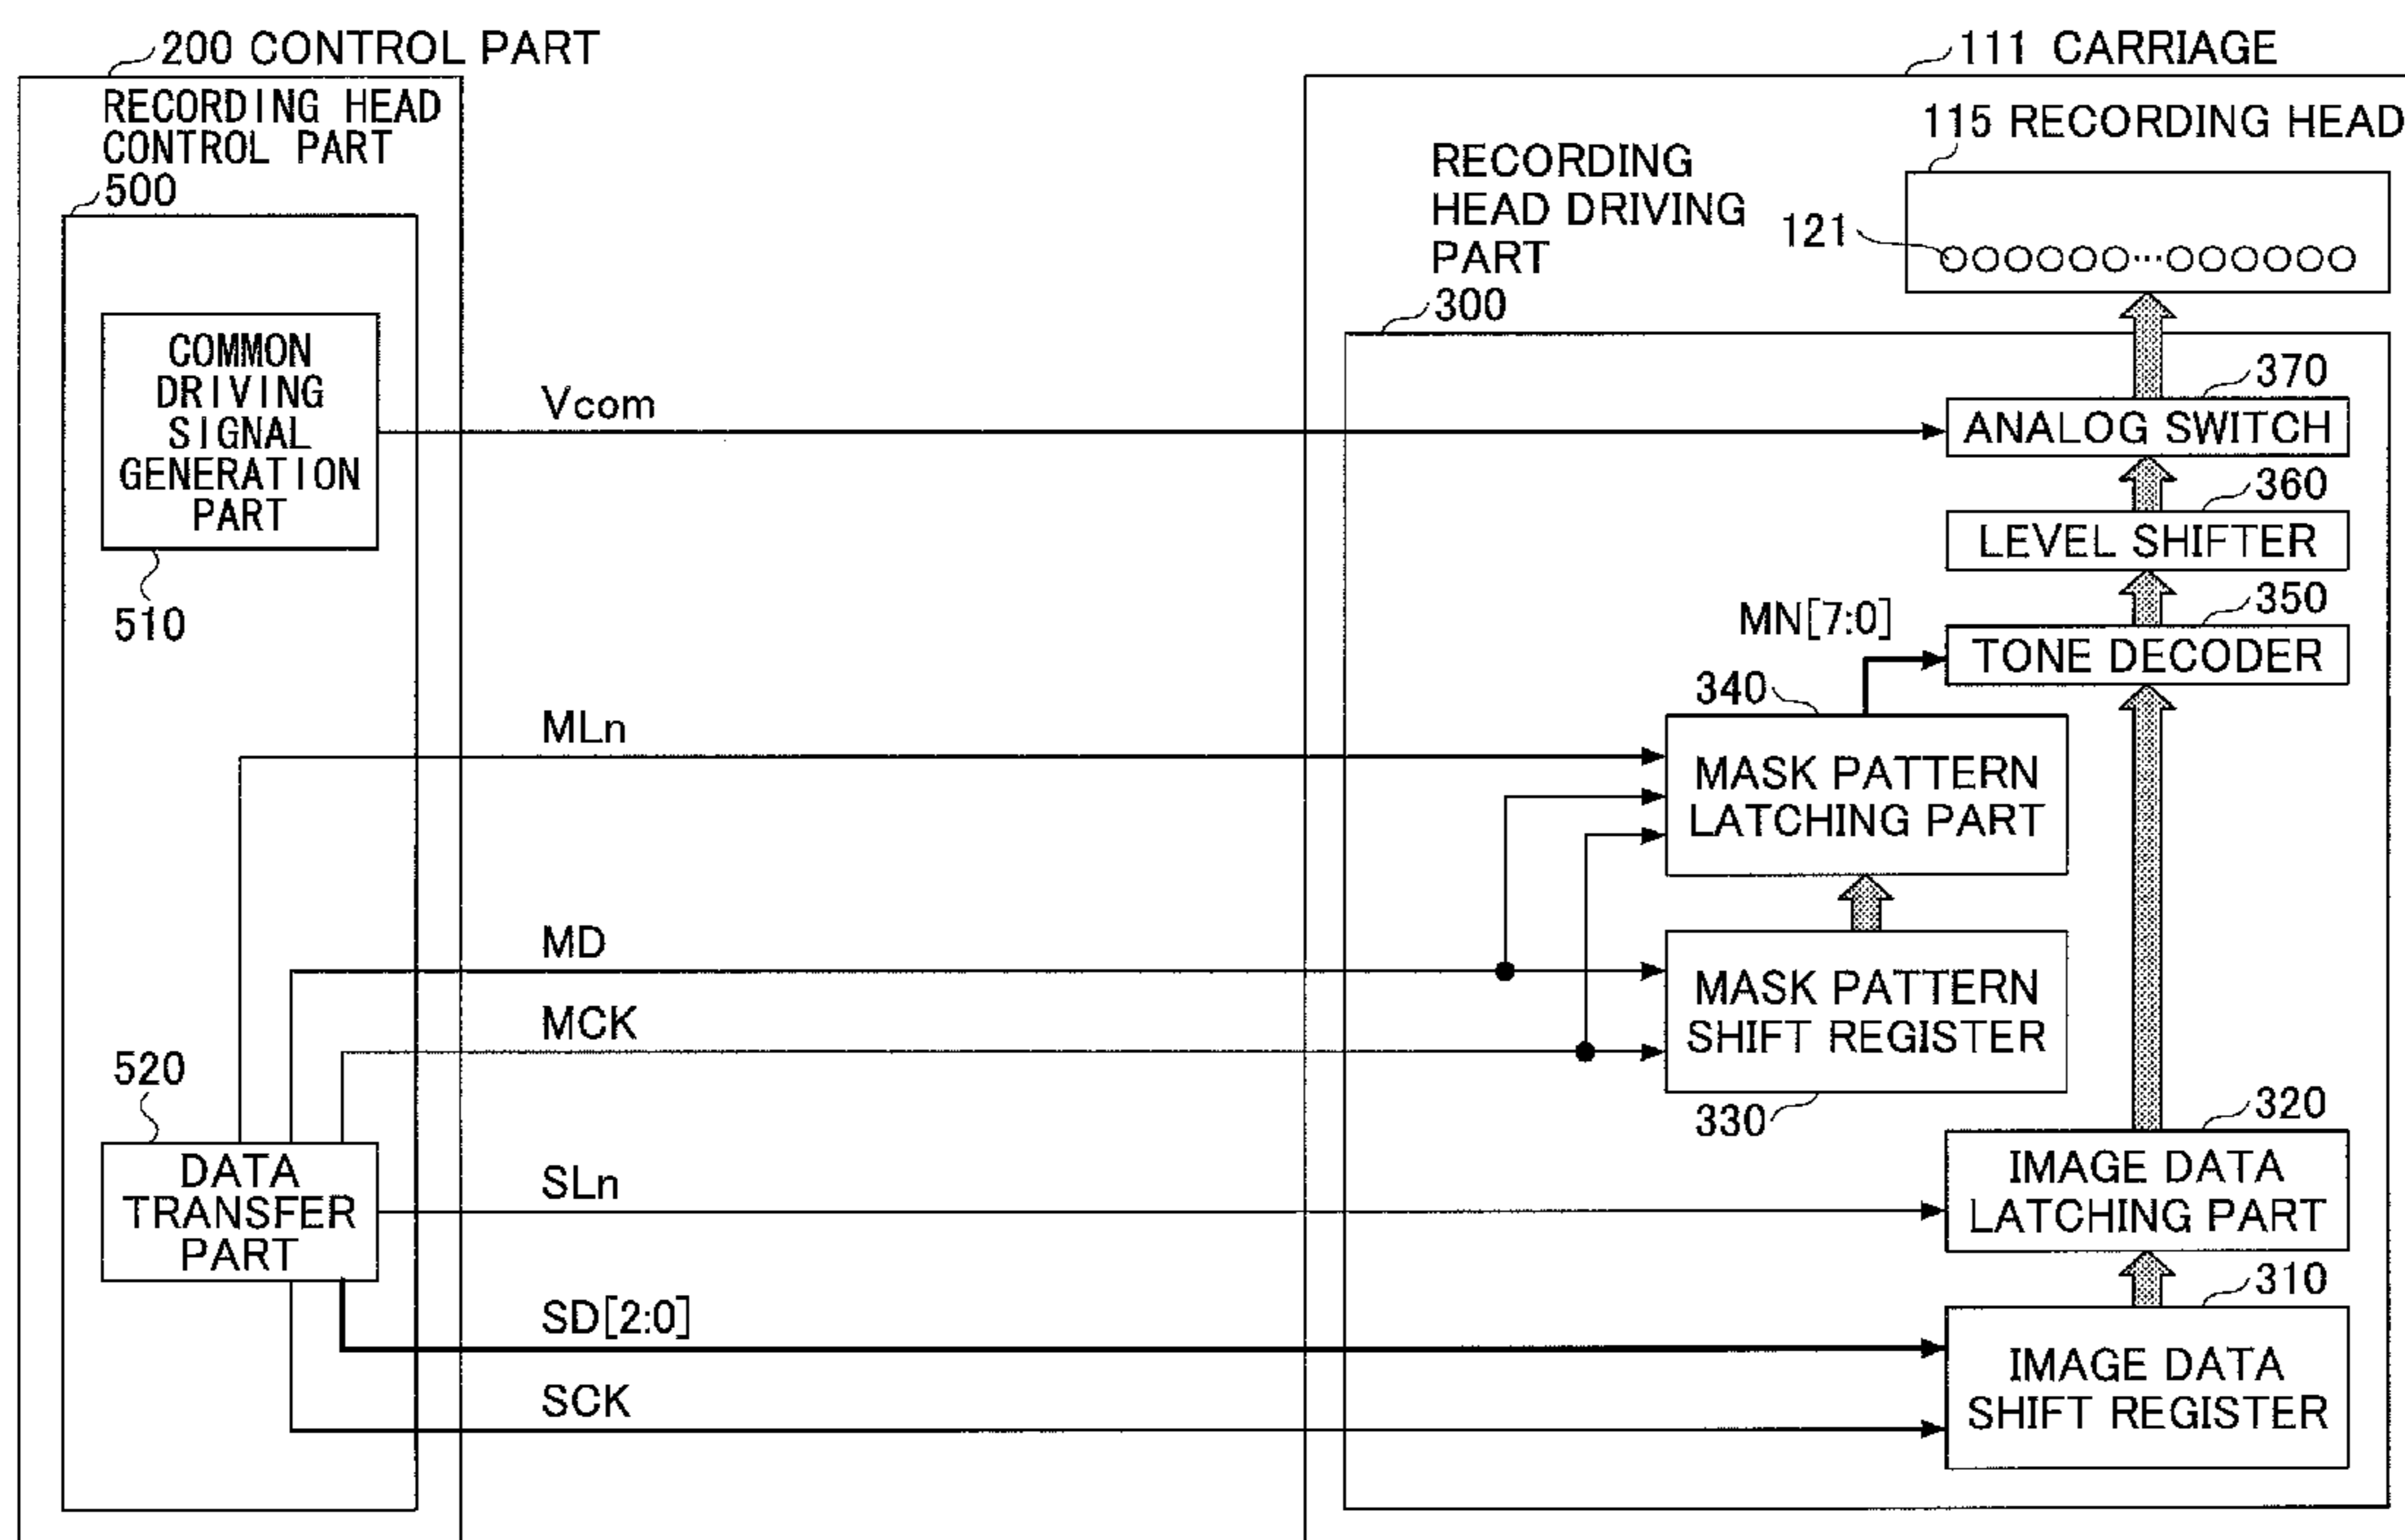 200 CONTROL PART
RECORDING HEAD
CONTROL PART
500
COMMON
DRIVING
SIGNAL
GENERATION
PART
510
520
DATA
TRANSFER
PART
Vcom
MLn
MD
MCK
SLn
SD[2:0]
SCK
111 CARRIAGE
115 RECORDING HEAD
121
...
RECORDING
HEAD DRIVING
PART
300
370
ANALOG SWITCH
360
LEVEL SHIFTER
350
TONE DECODER
MN[7:0]
340
MASK PATTERN
LATCHING PART
MASK PATTERN
SHIFT REGISTER
330
320
IMAGE DATA
LATCHING PART
310
IMAGE DATA
SHIFT REGISTER